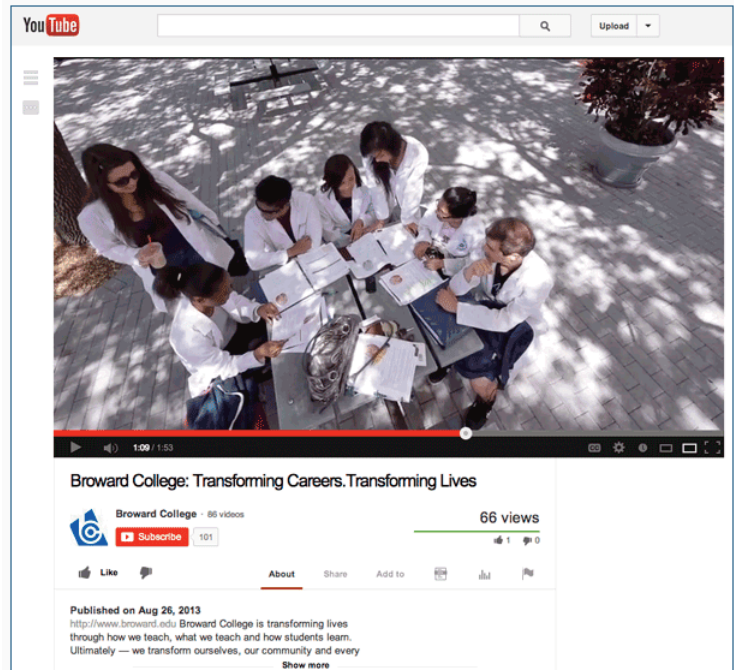 YouTube
Upload
1:09 / 1:53
CC
Broward College: Transforming Careers.Transforming Lives
Broward College · 86 videos
Subscribe 101
66 views
1 0
Like
About Share Add to
Published on Aug 26, 2013
http://www.broward.edu Broward College is transforming lives
through how we teach, what we teach and how students learn.
Ultimately — we transform ourselves, our community and every
Show more